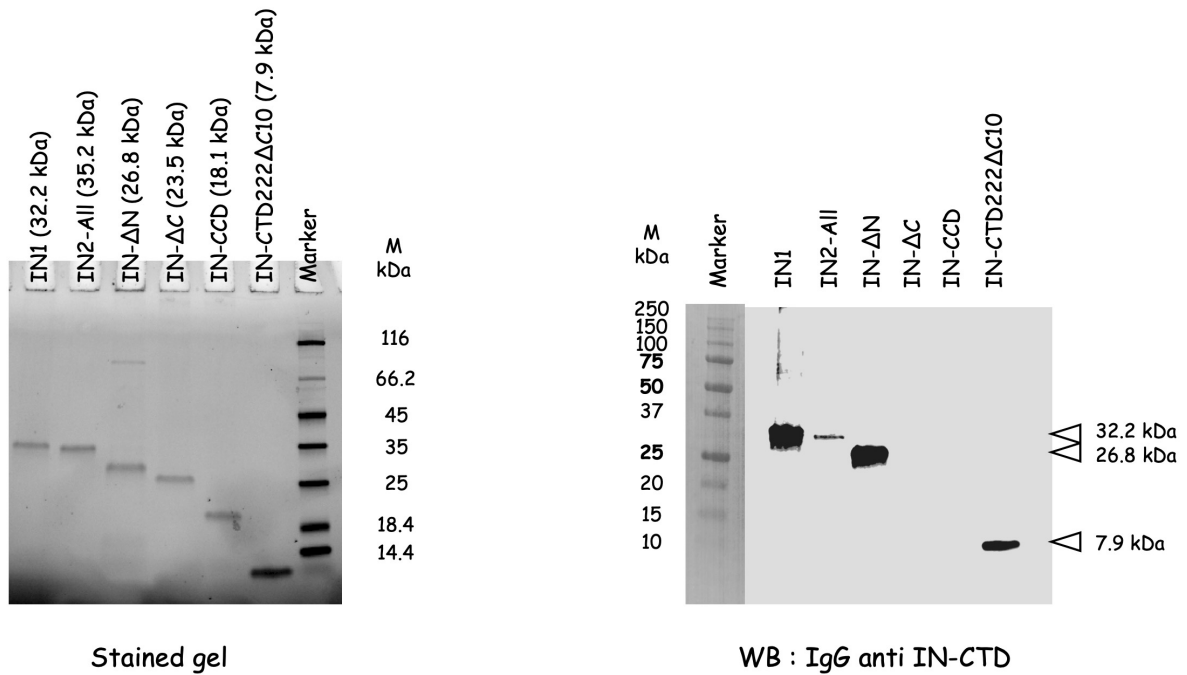 IN1 (32.2 kDa)
IN2-All (35.2 kDa)
IN-ΔN (26.8 kDa)
IN-ΔC (23.5 kDa)
IN-CCD (18.1 kDa)
IN-CTD222ΔC10 (7.9 kDa)
Marker
M
kDa
116
66.2
45
35
25
18.4
14.4
Stained gel
M
kDa
250
150
100
75
50
37
25
20
15
10
Marker
IN1
IN2-All
IN-ΔN
IN-ΔC
IN-CCD
IN-CTD222ΔC10
32.2 kDa
26.8 kDa
7.9 kDa
WB : IgG anti IN-CTD